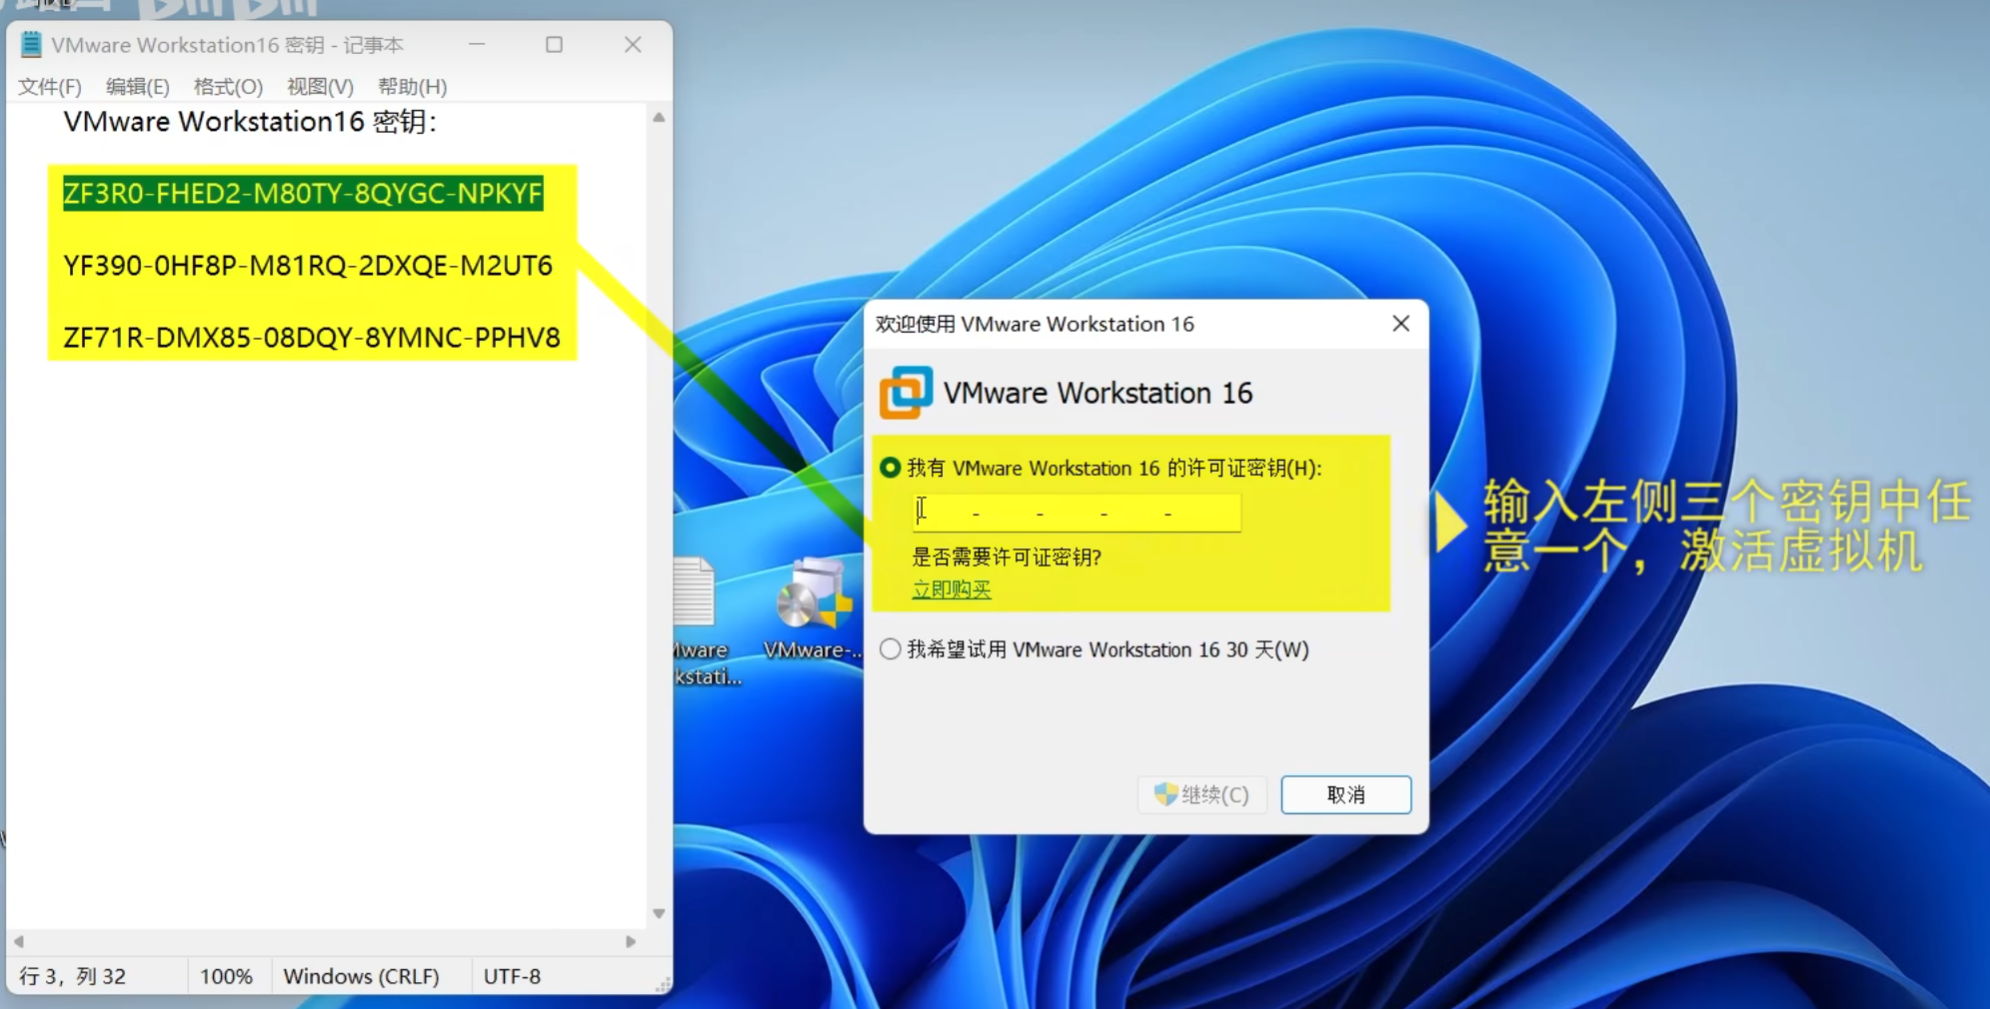 VMware Workstation16 密钥 - 记事本
文件(F) 编辑(E) 格式(O) 视图(V) 帮助(H)
VMware Workstation16 密钥:
ZF3R0-FHED2-M80TY-8QYGC-NPKYF
YF390-0HF8P-M81RQ-2DXQE-M2UT6
ZF71R-DMX85-08DQY-8YMNC-PPHV8
行 3，列 32 100% Windows (CRLF) UTF-8
Mware
kstati...
VMware-...
欢迎使用 VMware Workstation 16
VMware Workstation 16
我有 VMware Workstation 16 的许可证密钥(H):
- - - -
是否需要许可证密钥?
立即购买
我希望试用 VMware Workstation 16 30 天(W)
继续(C) 取消
输入左侧三个密钥中任
意一个，激活虚拟机